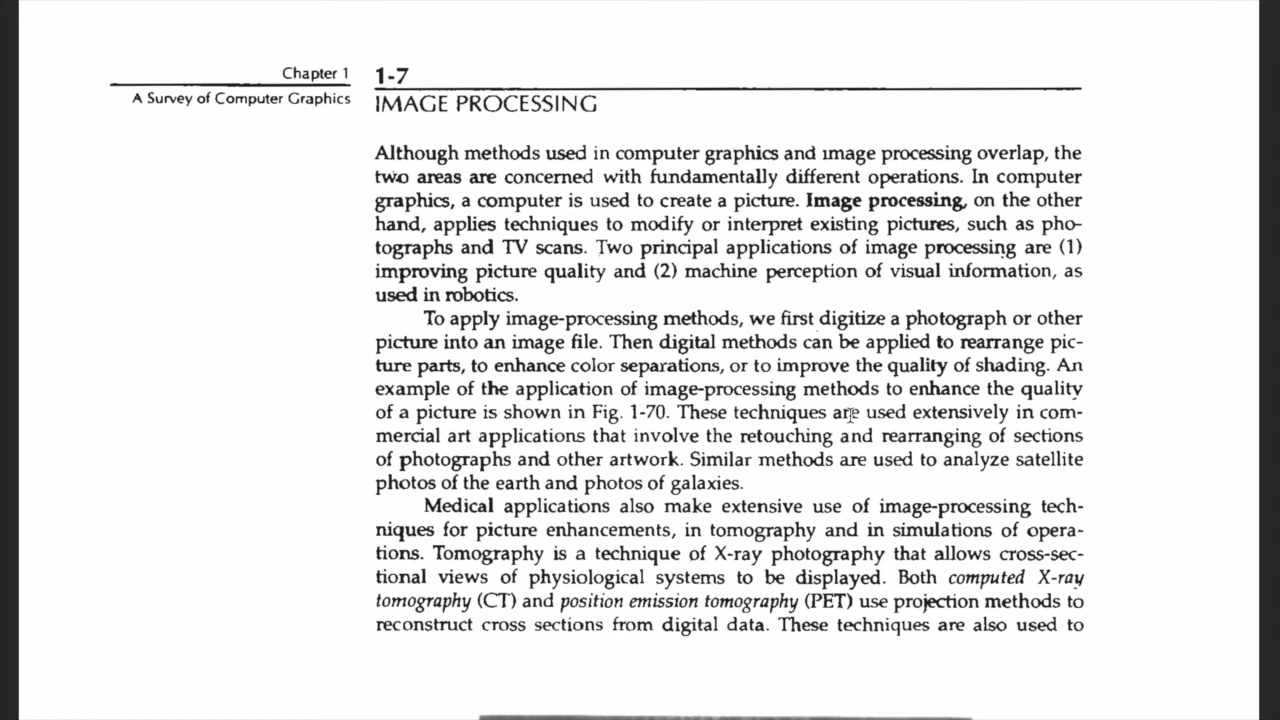 Chapter 1
A Survey of Computer Graphics
1-7
IMAGE PROCESSING
Although methods used in computer graphics and image processing overlap, the
two areas are concerned with fundamentally different operations. In computer
graphics, a computer is used to create a picture. Image processing, on the other
hand, applies techniques to modify or interpret existing pictures, such as pho-
tographs and TV scans. Two principal applications of image processing are (1)
improving picture quality and (2) machine perception of visual information, as
used in robotics.
To apply image-processing methods, we first digitize a photograph or other
picture into an image file. Then digital methods can be applied to rearrange pic-
ture parts, to enhance color separations, or to improve the quality of shading. An
example of the application of image-processing methods to enhance the quality
of a picture is shown in Fig. 1-70. These techniques are used extensively in com-
mercial art applications that involve the retouching and rearranging of sections
of photographs and other artwork. Similar methods are used to analyze satellite
photos of the earth and photos of galaxies.
Medical applications also make extensive use of image-processing tech-
niques for picture enhancements, in tomography and in simulations of opera-
tions. Tomography is a technique of X-ray photography that allows cross-sec-
tional views of physiological systems to be displayed. Both computed X-ray
tomography (CT) and position emission tomography (PET) use projection methods to
reconstruct cross sections from digital data. These techniques are also used to